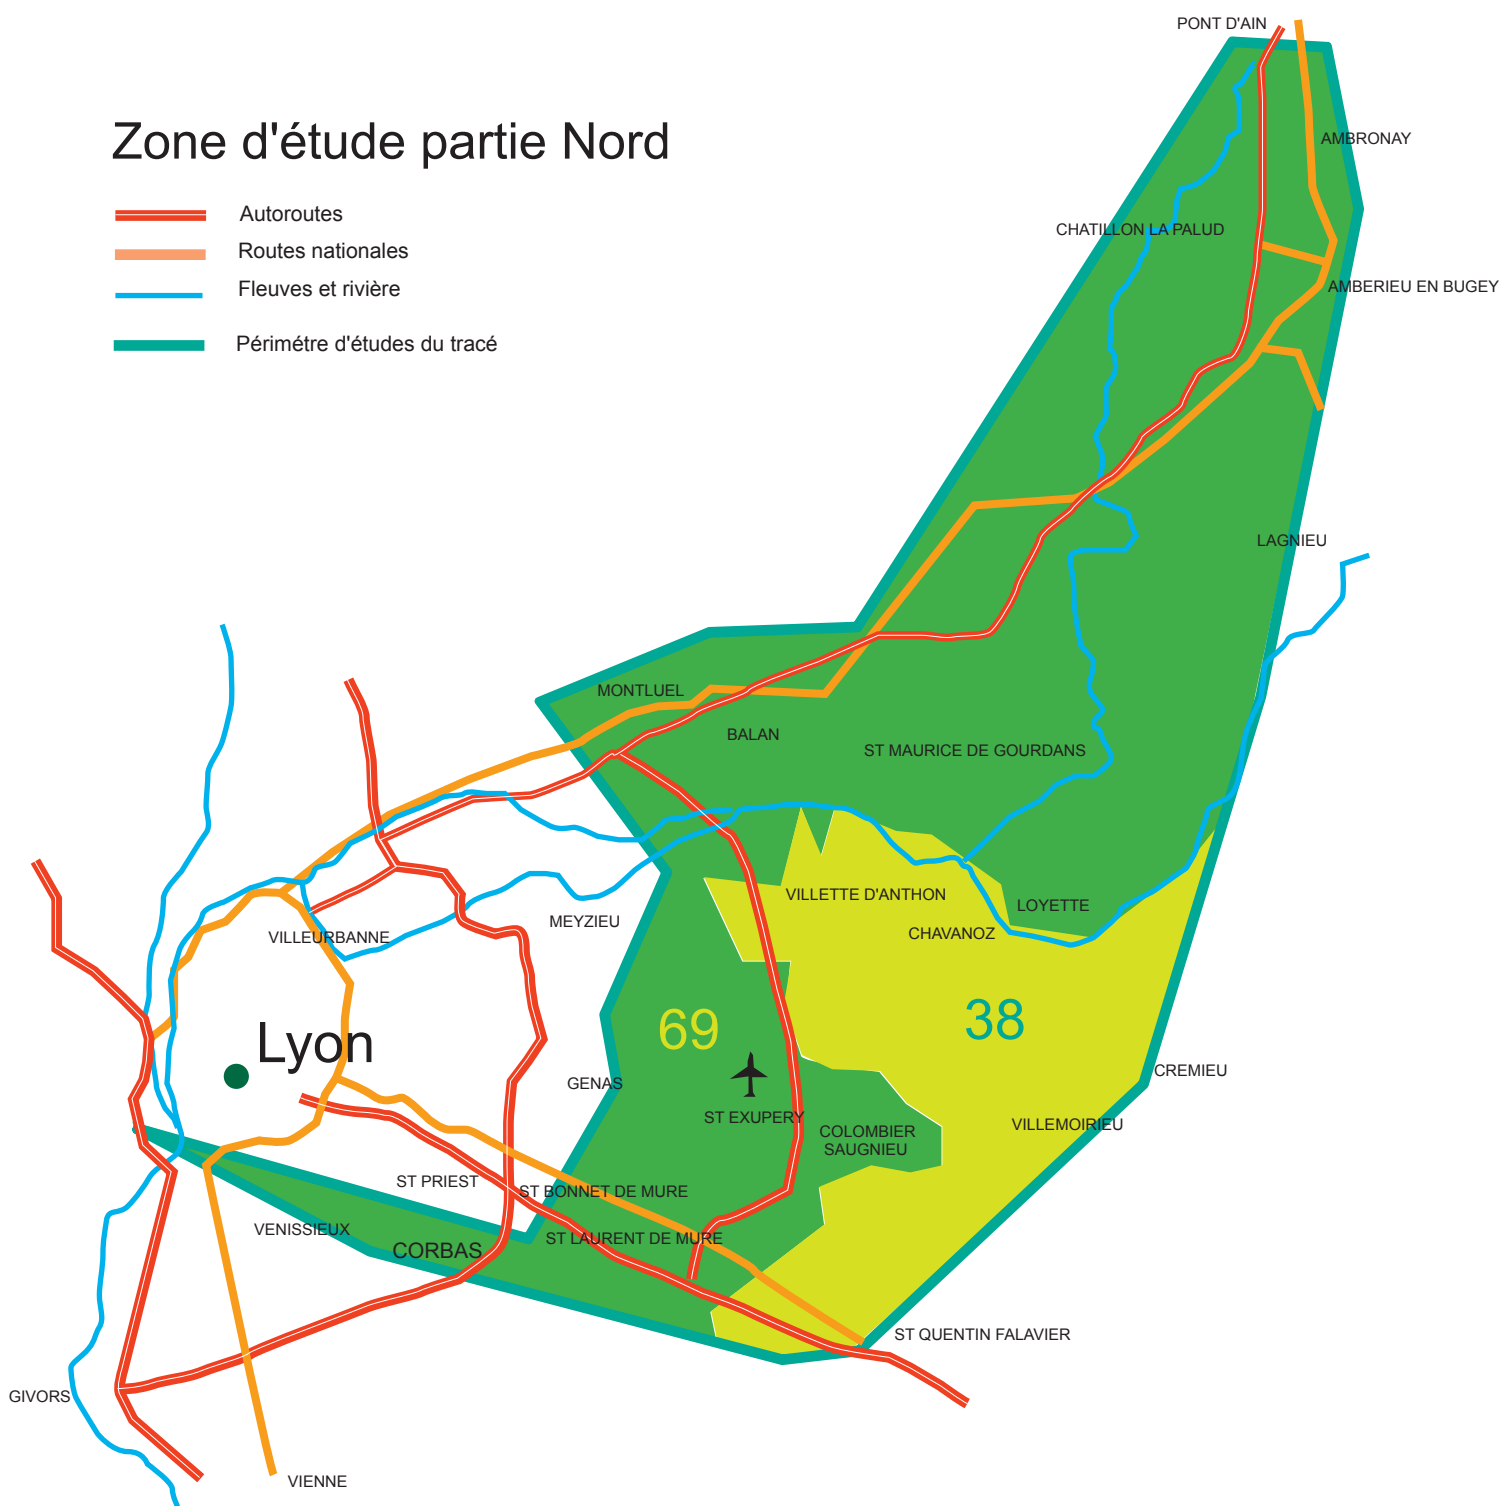 PONT D'AIN
Zone d'étude partie Nord
AMBRONAY
Autoroutes
CHATILLON LA PALUD
Routes nationales
Fleuves et rivière
AMBERIEU EN BUGEY
Périmétre d'études du tracé
LAGNIEU
MONTLUEL
BALAN
ST MAURICE DE GOURDANS
VILLETTE D'ANTHON
LOYETTE
MEYZIEU
CHAVANOZ
VILLEURBANNE
69
38
Lyon
CREMIEU
GENAS
ST EXUPERY
VILLEMOIRIEU
COLOMBIER
SAUGNIEU
ST PRIEST
ST BONNET DE MURE
VENISSIEUX
ST LAURENT DE MURE
CORBAS
ST QUENTIN FALAVIER
GIVORS
VIENNE